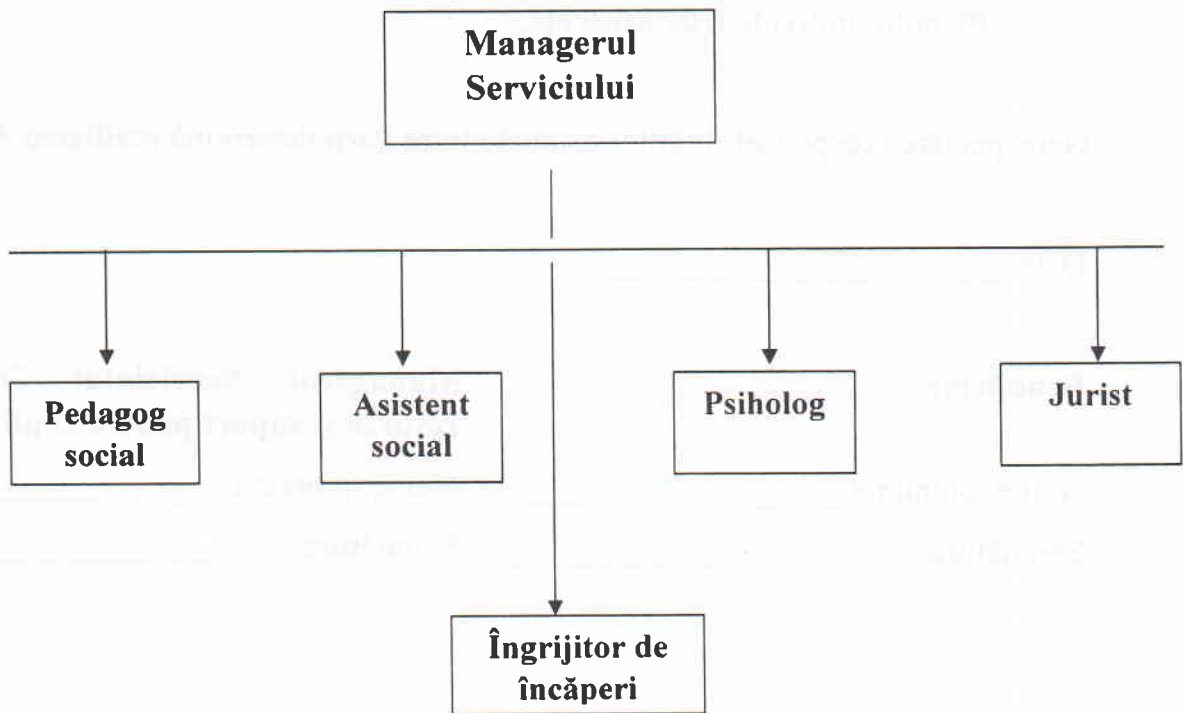 Managerul
Serviciului
Pedagog
social
Asistent
social
Psiholog
Jurist
Îngrijitor de
încăperi